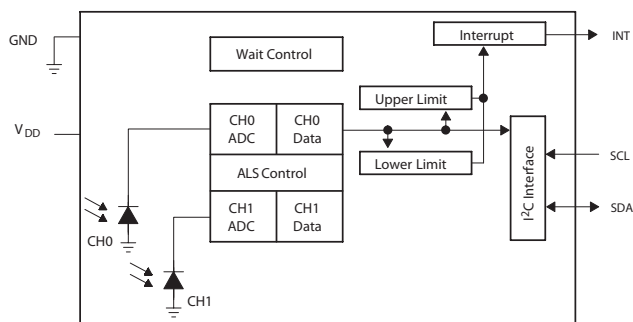 GND
Interrupt
INT
Wait Control
Upper Limit
V DD
CH0
ADC
CH0
Data
Lower Limit
ALS Control
I²C Interface
SCL
CH1
ADC
CH1
Data
SDA
CH0
CH1